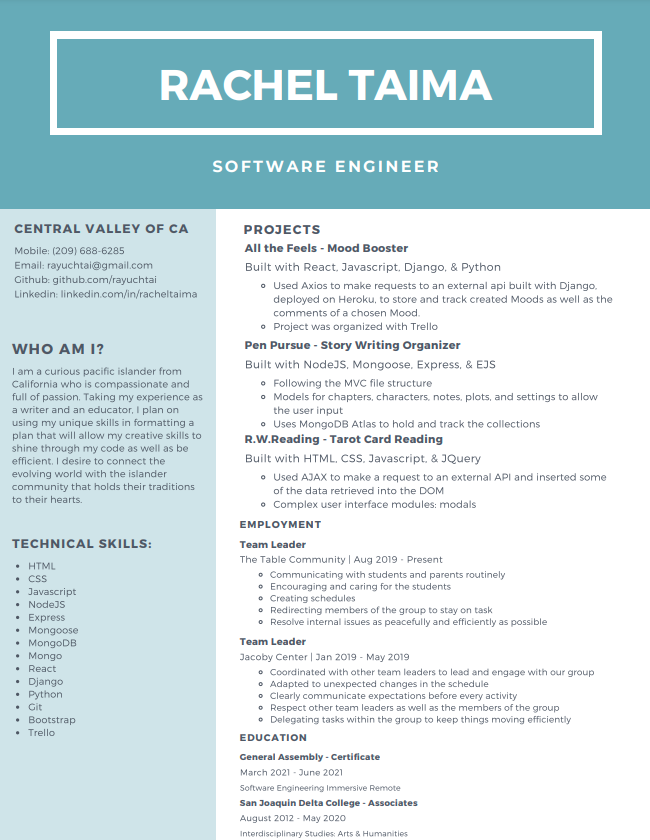 RACHEL TAIMA
SOFTWARE ENGINEER
CENTRAL VALLEY OF CA
Mobile: (209) 688-6285
Email: rayuchtai@gmail.com
Github: github.com/rayuchtai
Linkedin: linkedin.com/in/racheltaima
WHO AM I?
I am a curious pacific islander from
California who is compassionate and
full of passion. Taking my experience as
a writer and an educator, I plan on
using my unique skills in formatting a
plan that will allow my creative skills to
shine through my code as well as be
efficient. I desire to connect the
evolving world with the islander
community that holds their traditions
to their hearts.
TECHNICAL SKILLS:
• HTML
• CSS
• Javascript
• NodeJS
• Express
• Mongoose
• MongoDB
• Mongo
• React
• Django
• Python
• Git
• Bootstrap
• Trello
PROJECTS
All the Feels - Mood Booster
Built with React, Javascript, Django, & Python
Used Axios to make requests to an external api built with Django,
deployed on Heroku, to store and track created Moods as well as the
comments of a chosen Mood.
Project was organized with Trello
Pen Pursue - Story Writing Organizer
Built with NodeJS, Mongoose, Express, & EJS
Following the MVC file structure
Models for chapters, characters, notes, plots, and settings to allow
the user input
Uses MongoDB Atlas to hold and track the collections
R.W.Reading - Tarot Card Reading
Built with HTML, CSS, Javascript, & JQuery
Used AJAX to make a request to an external API and inserted some
of the data retrieved into the DOM
Complex user interface modules: modals
EMPLOYMENT
Team Leader
The Table Community | Aug 2019 - Present
Communicating with students and parents routinely
Encouraging and caring for the students
Creating schedules
Redirecting members of the group to stay on task
Resolve internal issues as peacefully and efficiently as possible
Team Leader
Jacoby Center | Jan 2019 - May 2019
Coordinated with other team leaders to lead and engage with our group
Adapted to unexpected changes in the schedule
Clearly communicate expectations before every activity
Respect other team leaders as well as the members of the group
Delegating tasks within the group to keep things moving efficiently
EDUCATION
General Assembly - Certificate
March 2021 - June 2021
Software Engineering Immersive Remote
San Joaquin Delta College - Associates
August 2012 - May 2020
Interdisciplinary Studies: Arts & Humanities